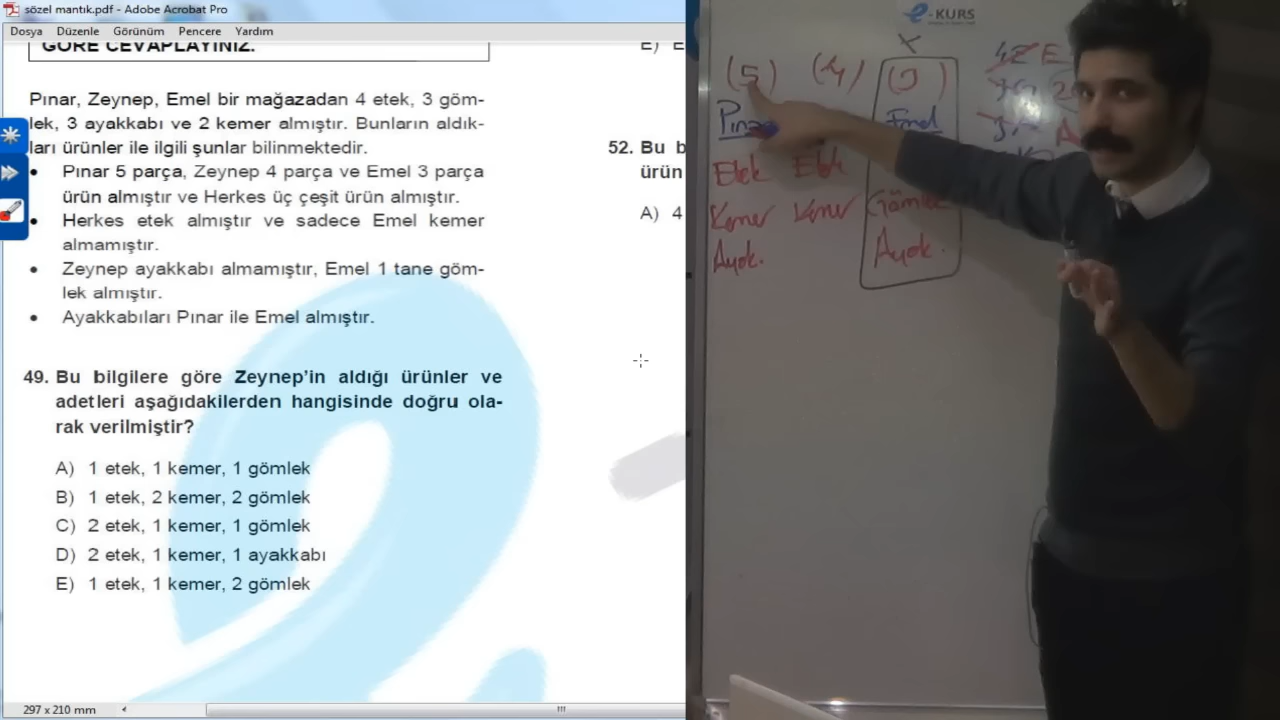 sözel mantık.pdf - Adobe Acrobat Pro
Dosya Düzenle Görünüm Pencere Yardım
GÖRE CEVAPLAYINIZ.
Pınar, Zeynep, Emel bir mağazadan 4 etek, 3 göm-
lek, 3 ayakkabı ve 2 kemer almıştır. Bunların aldık-
ları ürünler ile ilgili şunlar bilinmektedir.
• Pınar 5 parça, Zeynep 4 parça ve Emel 3 parça
ürün almıştır ve Herkes üç çeşit ürün almıştır.
• Herkes etek almıştır ve sadece Emel kemer
almamıştır.
• Zeynep ayakkabı almamıştır, Emel 1 tane göm-
lek almıştır.
• Ayakkabıları Pınar ile Emel almıştır.
49. Bu bilgilere göre Zeynep'in aldığı ürünler ve
adetleri aşağıdakilerden hangisinde doğru ola-
rak verilmiştir?
A) 1 etek, 1 kemer, 1 gömlek
B) 1 etek, 2 kemer, 2 gömlek
C) 2 etek, 1 kemer, 1 gömlek
D) 2 etek, 1 kemer, 1 ayakkabı
E) 1 etek, 1 kemer, 2 gömlek
297 x 210 mm
E) E
52. Bu b
ürün
A) 4
e-KURS
x
(5) (4) (3)
Pınar Emel
Etek Etek
Kemer Kemer Gömlek
Ayak. Ayak.